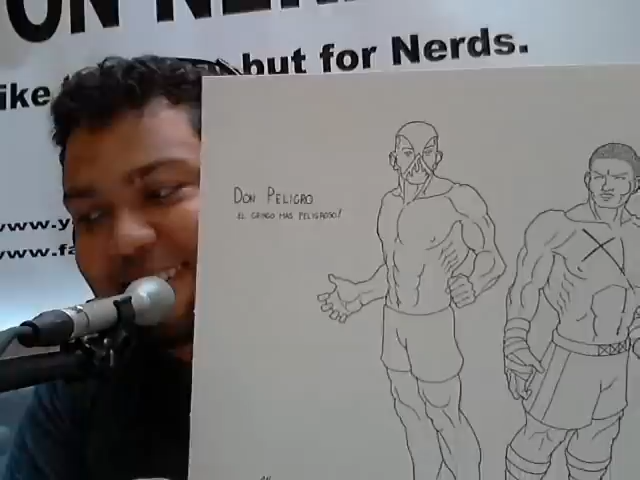 ON NER
ike but for Nerds.
www.y
www.fa
DON PELIGRO
EL GRINGO MAS PELIGROSO!